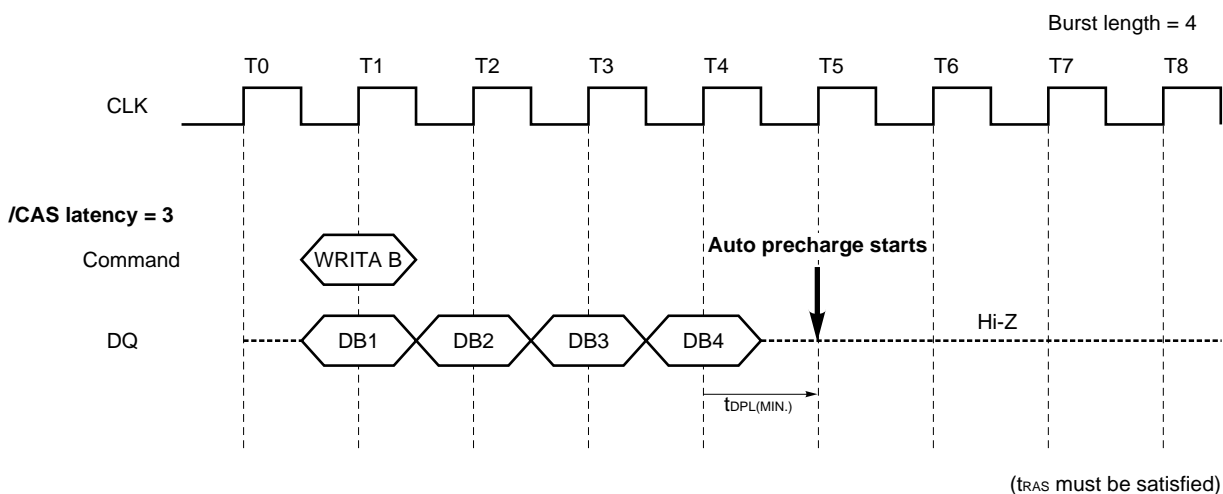 Burst length = 4
T0 T1 T2 T3 T4 T5 T6 T7 T8
CLK
/CAS latency = 3
Command
WRITA B
Auto precharge starts
DQ
DB1 DB2 DB3 DB4
Hi-Z
tDPL(MIN.)
(tRAS must be satisfied)